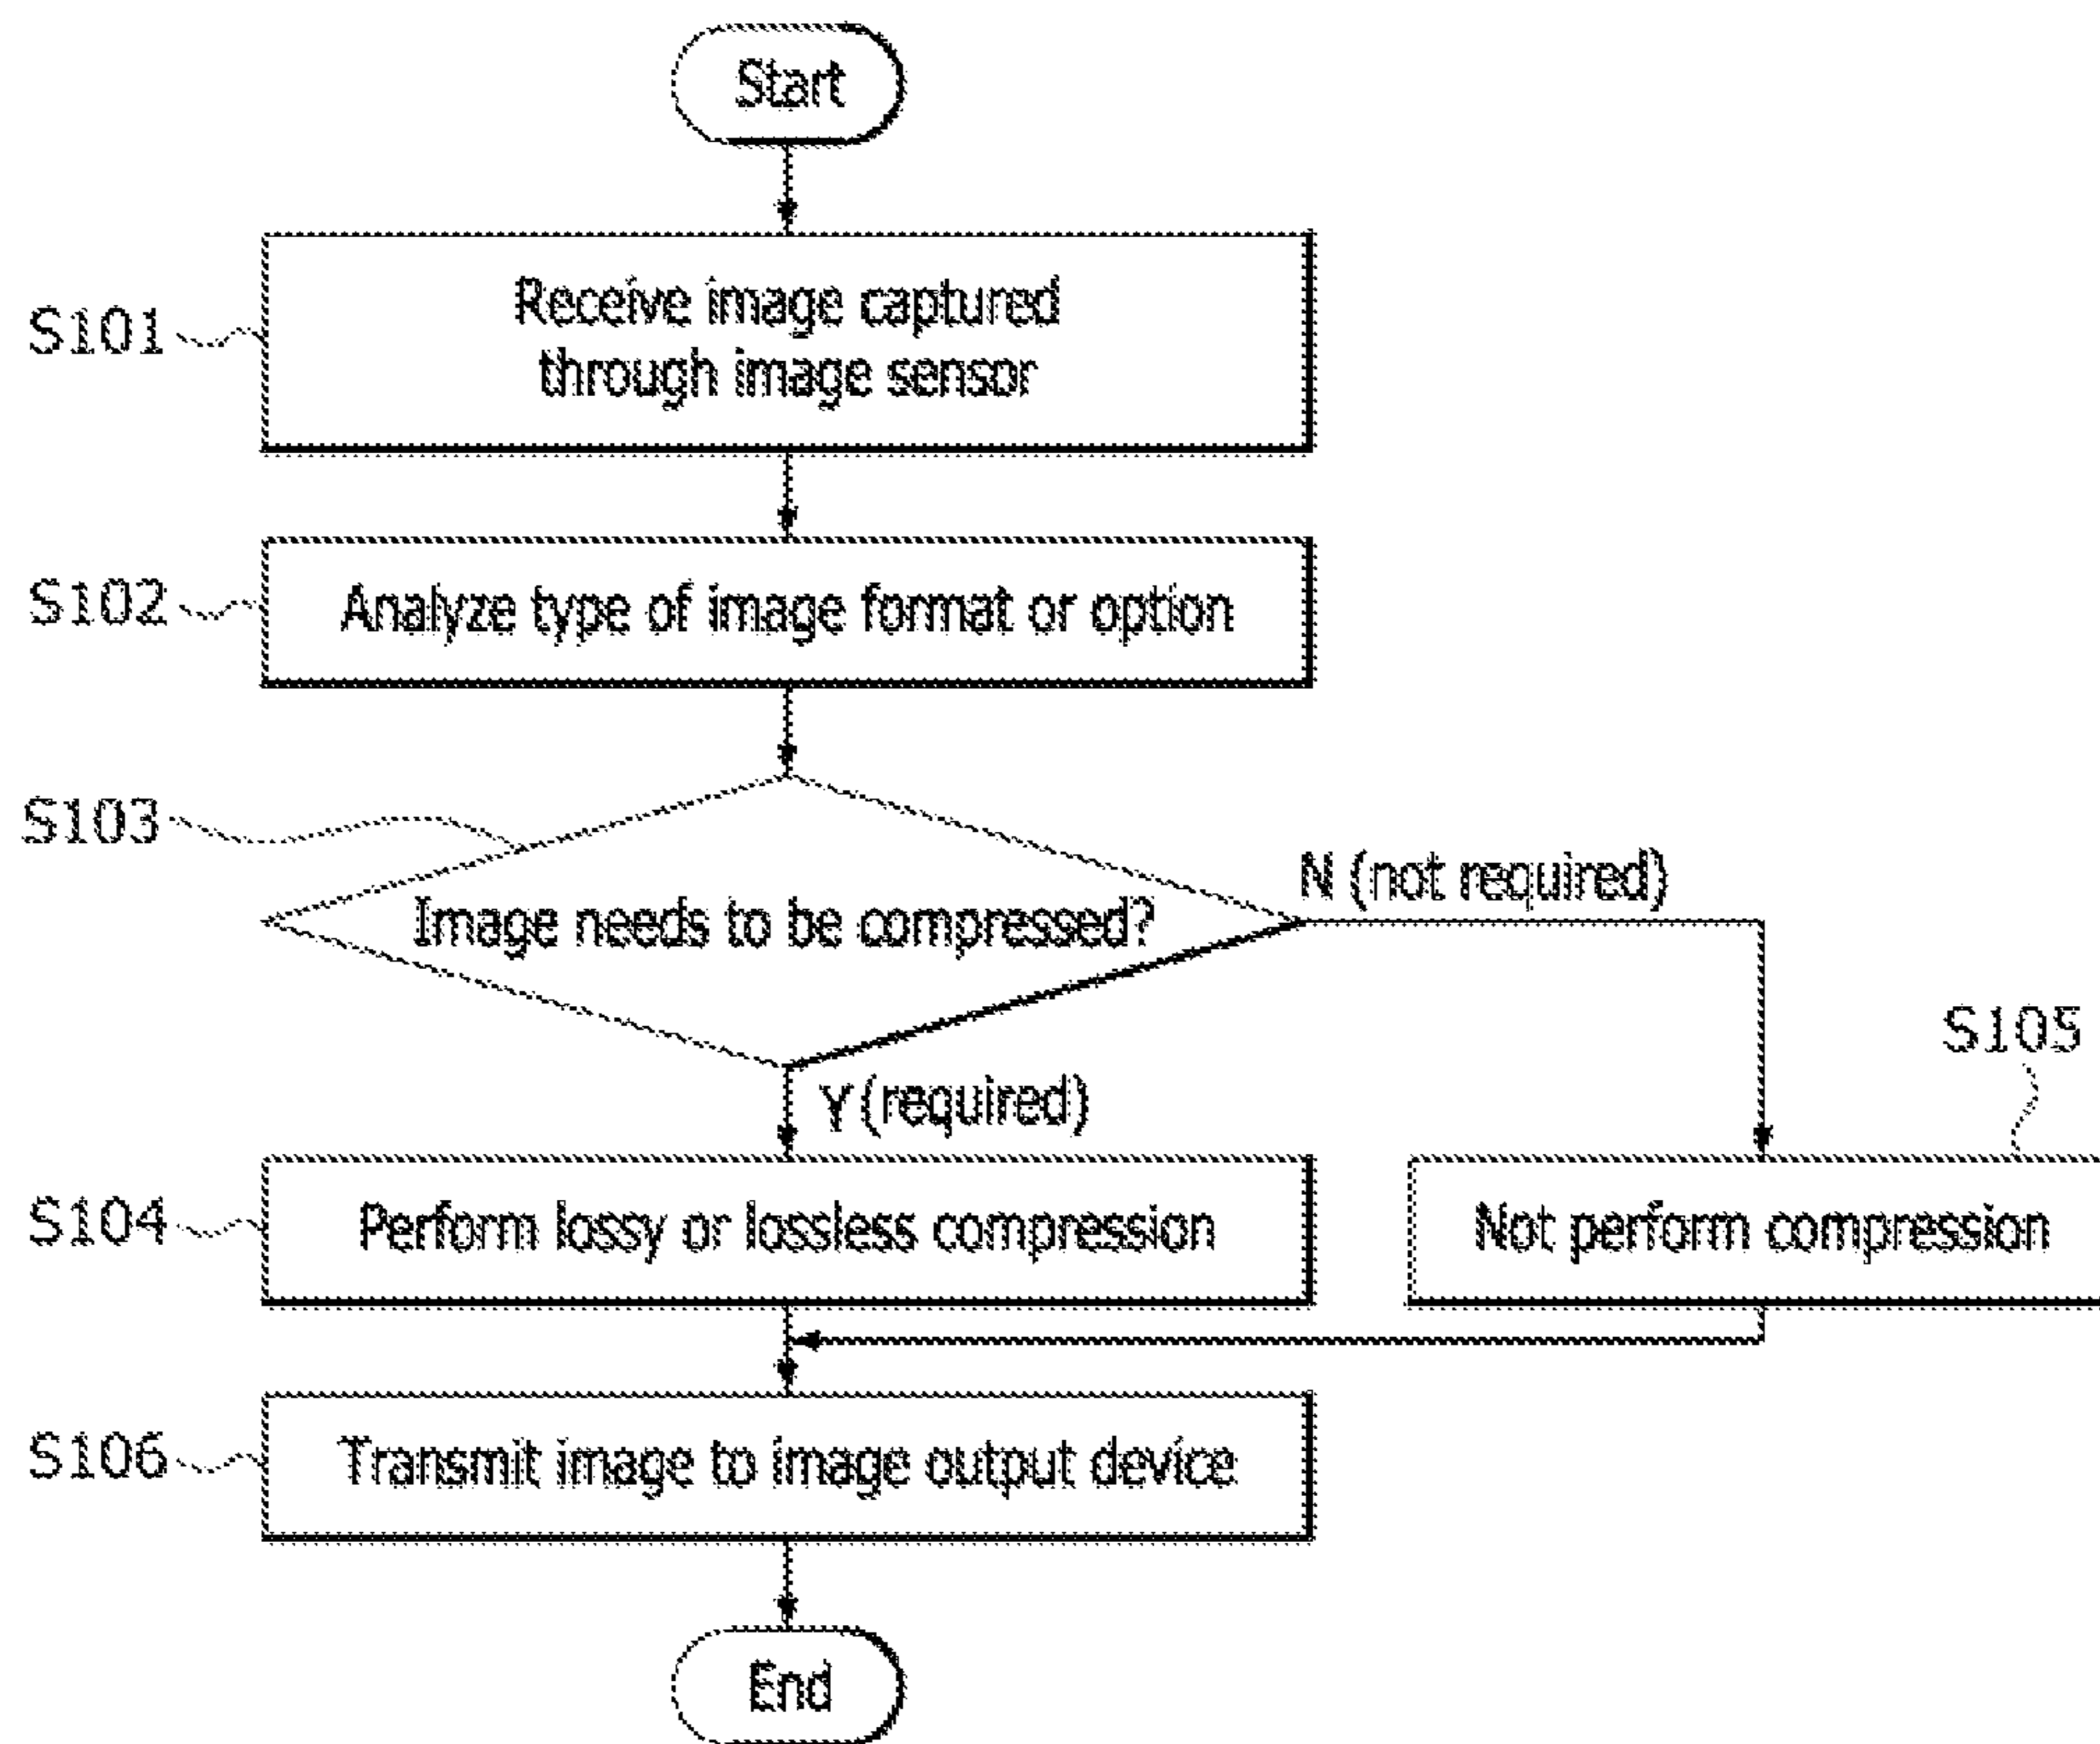 Start
S101
Receive image captured
through image sensor
S102
Analyze type of image format or option
S103
Image needs to be compressed?
N (not required)
Y (required)
S105
S104
Perform lossy or lossless compression
Not perform compression
S106
Transmit image to image output device
End